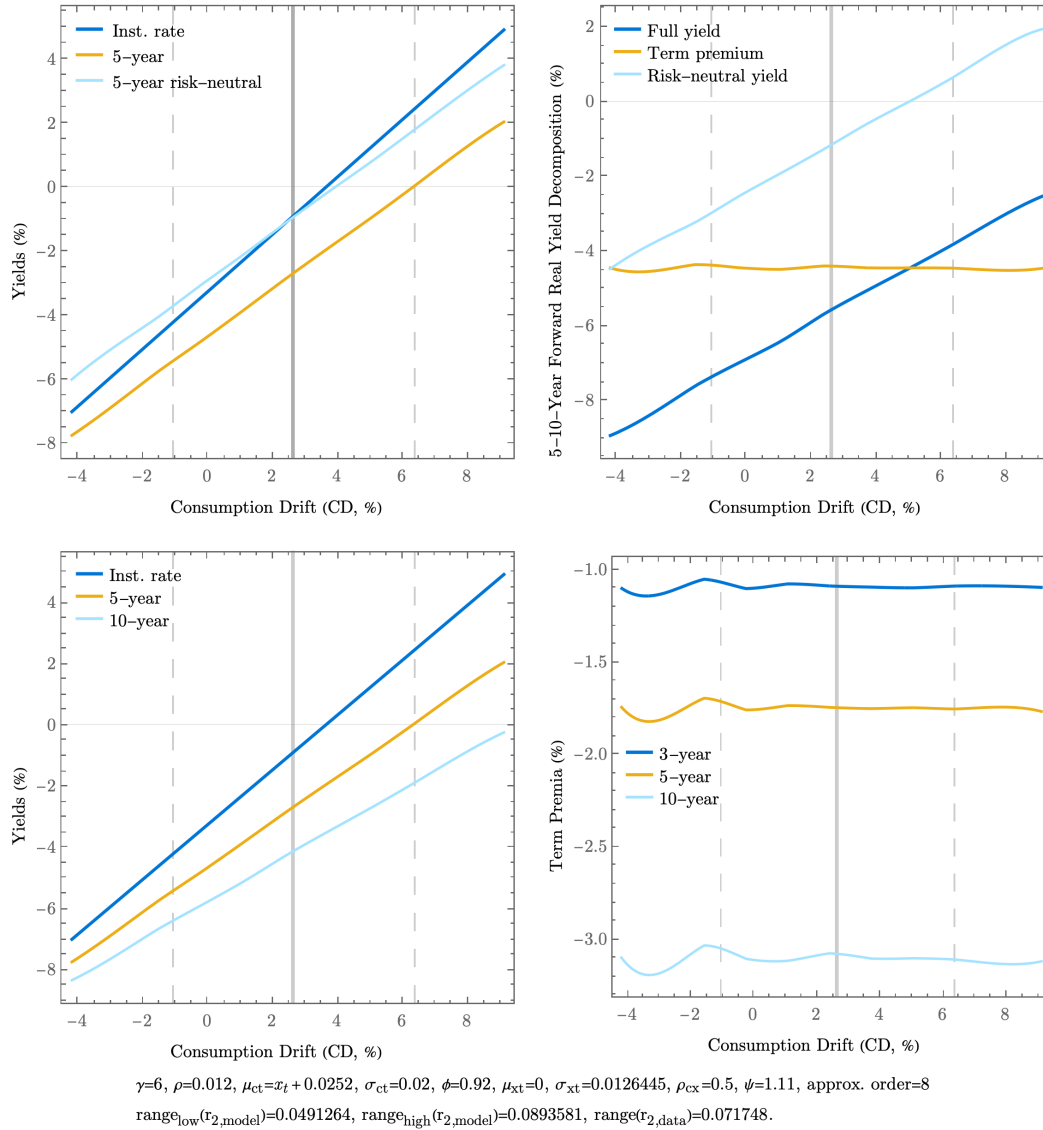 Inst. rate
5–year
5–year risk–neutral
4
2
0
−2
−4
−6
−8
Yields (%)
−4 −2 0 2 4 6 8
Consumption Drift (CD, %)
Full yield
Term premium
Risk–neutral yield
2
0
−2
−4
−6
−8
5–10–Year Forward Real Yield Decomposition (%)
−4 −2 0 2 4 6 8
Consumption Drift (CD, %)
Inst. rate
5–year
10–year
4
2
0
−2
−4
−6
−8
Yields (%)
−4 −2 0 2 4 6 8
Consumption Drift (CD, %)
−1.0
−1.5
−2.0
−2.5
−3.0
3–year
5–year
10–year
Term Premia (%)
−4 −2 0 2 4 6 8
Consumption Drift (CD, %)
γ=6, ρ=0.012, μct=xt+0.0252, σct=0.02, ϕ=0.92, μxt=0, σxt=0.0126445, ρcx=0.5, ψ=1.11, approx. order=8
rangelow(r2,model)=0.0491264, rangehigh(r2,model)=0.0893581, range(r2,data)=0.071748.